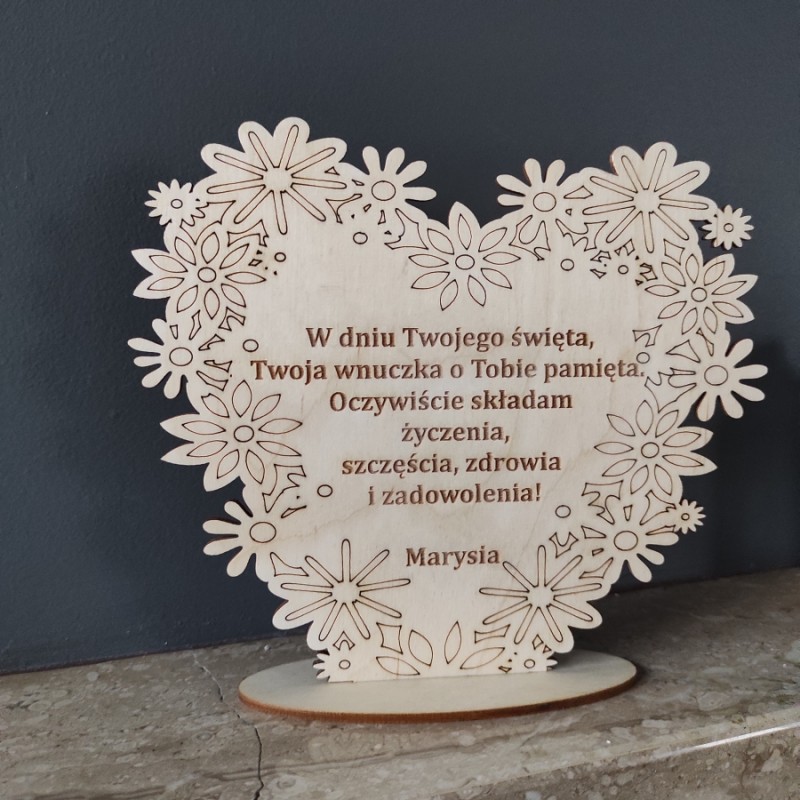 W dniu Twojego święta,
Twoja wnuczka o Tobie pamięta.
Oczywiście składam
życzenia,
szczęścia, zdrowia
i zadowolenia!
Marysia